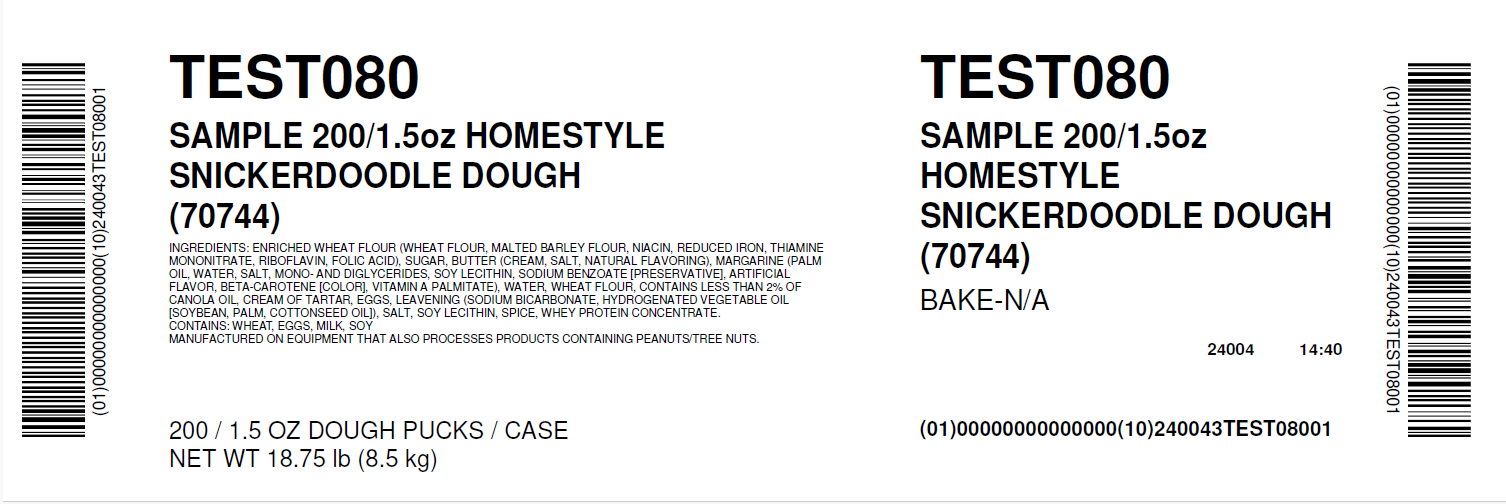 (01)00000000000000(10)240043TEST08001
TEST080
SAMPLE 200/1.5oz HOMESTYLE
SNICKERDOODLE DOUGH
(70744)
INGREDIENTS: ENRICHED WHEAT FLOUR (WHEAT FLOUR, MALTED BARLEY FLOUR, NIACIN, REDUCED IRON, THIAMINE
MONONITRATE, RIBOFLAVIN, FOLIC ACID), SUGAR, BUTTER (CREAM, SALT, NATURAL FLAVORING), MARGARINE (PALM
OIL, WATER, SALT, MONO- AND DIGLYCERIDES, SOY LECITHIN, SODIUM BENZOATE [PRESERVATIVE], ARTIFICIAL
FLAVOR, BETA-CAROTENE [COLOR], VITAMIN A PALMITATE), WATER, WHEAT FLOUR, CONTAINS LESS THAN 2% OF
CANOLA OIL, CREAM OF TARTAR, EGGS, LEAVENING (SODIUM BICARBONATE, HYDROGENATED VEGETABLE OIL
[SOYBEAN, PALM, COTTONSEED OIL]), SALT, SOY LECITHIN, SPICE, WHEY PROTEIN CONCENTRATE.
CONTAINS: WHEAT, EGGS, MILK, SOY
MANUFACTURED ON EQUIPMENT THAT ALSO PROCESSES PRODUCTS CONTAINING PEANUTS/TREE NUTS.
200 / 1.5 OZ DOUGH PUCKS / CASE
NET WT 18.75 lb (8.5 kg)
TEST080
SAMPLE 200/1.5oz
HOMESTYLE
SNICKERDOODLE DOUGH
(70744)
BAKE-N/A
24004 14:40
(01)00000000000000(10)240043TEST08001
(01)00000000000000(10)240043TEST08001